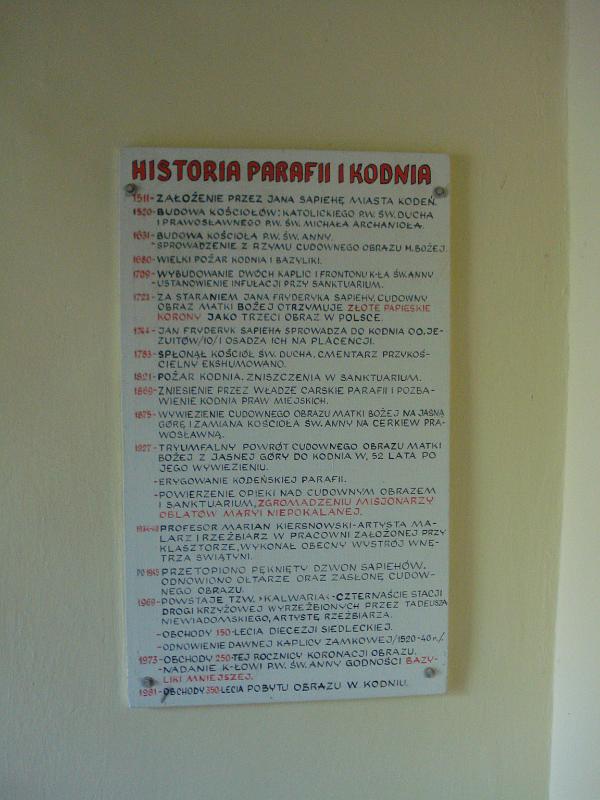 HISTORIA PARAFII I KODNIA
1511-ZAŁOŻENIE PRZEZ JANA SAPIEHĘ MIASTA KODEŃ.
1520-BUDOWA KOŚCIOŁÓW: KATOLICKIEGO P.W. ŚW. DUCHA
I PRAWOSŁAWNEGO P.W. ŚW. MICHAŁA ARCHANIOŁA.
1631-BUDOWA KOŚCIOŁA P.W. ŚW. ANNY.
-SPROWADZENIE Z RZYMU CUDOWNEGO OBRAZU M.BOŻEJ.
1680-WIELKI POŻAR KODNIA I BAZYLIKI.
1709-WYBUDOWANIE DWÓCH KAPLIC I FRONTONU K-ŁA ŚW.ANNY
-USTANOWIENIE INFUŁACJI PRZY SANKTUARIUM.
1723-ZA STARANIEM JANA FRYDERYKA SAPIEHY, CUDOWNY
OBRAZ MATKI BOŻEJ OTRZYMUJE ZŁOTE PAPIESKIE
KORONY JAKO TRZECI OBRAZ W POLSCE.
1744-JAN FRYDERYK SAPIEHA SPROWADZA DO KODNIA OO.JE-
ZUITÓW/10/I OSADZA ICH NA PLACENCJI.
1783-SPŁONĄŁ KOŚCIÓŁ ŚW. DUCHA. CMENTARZ PRZYKOŚ-
CIELNY EKSHUMOWANO.
POŻAR KODNIA. ZNISZCZENIA W SANKTUARIUM.
1869-ZNIESIENIE PRZEZ WŁADZE CARSKIE PARAFII I POZBA-
WIENIE KODNIA PRAW MIEJSKICH.
1875-WYWIEZIENIE CUDOWNEGO OBRAZU MATKI BOŻEJ NA JASNĄ
GÓRĘ I ZAMIANA KOŚCIOŁA ŚW. ANNY NA CERKIEW PRA-
WOSŁAWNĄ.
1927-TRYUMFALNY POWRÓT CUDOWNEGO OBRAZU MATKI
BOŻEJ Z JASNEJ GÓRY DO KODNIA W, 52 LATA PO
JEGO WYWIEZIENIU.
-ERYGOWANIE KODEŃSKIEJ PARAFII.
-POWIERZENIE OPIEKI NAD CUDOWNYM OBRAZEM
I SANKTUARIUM, ZGROMADZENIU MISJONARZY
OBLATÓW MARYI NIEPOKALANEJ.
PROFESOR MARIAN KIERSNOWSKI-ARTYSTA MA-
LARZ I RZEŹBIARZ W PRACOWNI ZAŁOŻONEJ PRZY
KLASZTORZE, WYKONAŁ OBECNY WYSTRÓJ WNĘ-
TRZA ŚWIĄTYNI.
PO 1945 PRZETOPIONO PĘKNIĘTY DZWON SAPIEHÓW.
ODNOWIONO OŁTARZE ORAZ ZASŁONĘ CUDOW-
NEGO OBRAZU.
1969-POWSTAJE TZW. >KALWARIA<-CZTERNAŚCIE STACJI
DROGI KRZYŻOWEJ WYRZEŹBIONYCH PRZEZ TADEUSZA
NIEWIADOMSKIEGO, ARTYSTĘ RZEŹBIARZA.
-OBCHODY 150-LECIA DIECEZJI SIEDLECKIEJ.
-ODNOWIENIE DAWNEJ KAPLICY ZAMKOWEJ/1520-40 r./.
1973-OBCHODY 250-TEJ ROCZNICY KORONACJI OBRAZU.
-NADANIE K-ŁOWI P.W. ŚW. ANNY GODNOŚCI BAZY-
LIKI MNIEJSZEJ.
1981-OBCHODY 350-LECIA POBYTU OBRAZU W KODNIU.